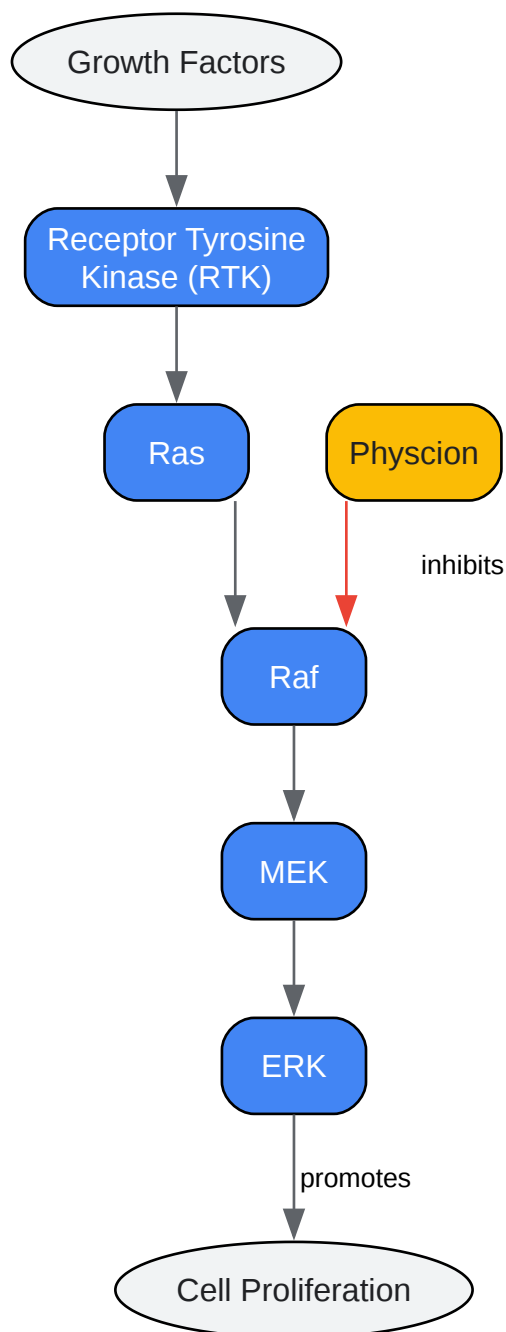 Growth Factors
Receptor Tyrosine
Kinase (RTK)
Ras
Physcion
inhibits
Raf
MEK
ERK
promotes
Cell Proliferation